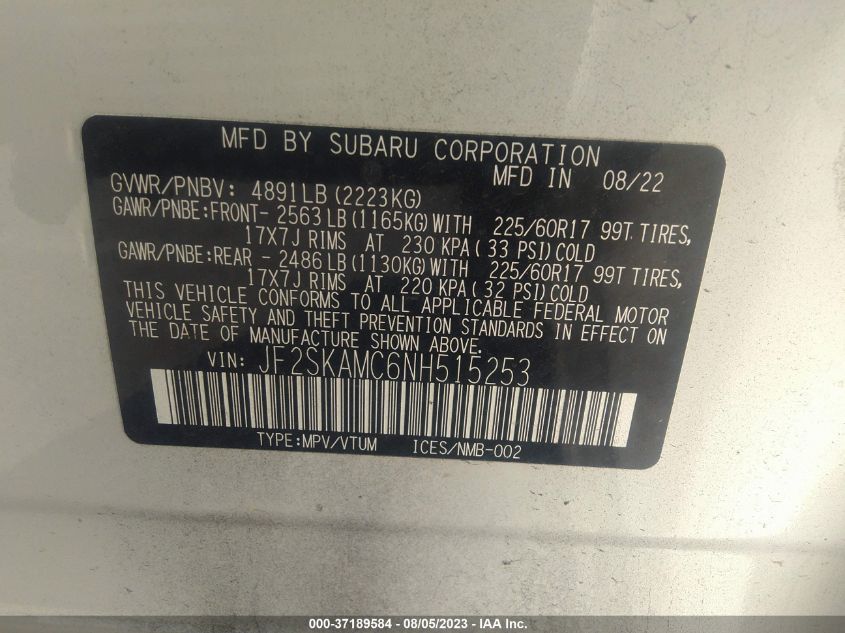 MFD BY SUBARU CORPORATION
MFD IN 08/22
GVWR/PNBV: 4891LB (2223KG)
GAWR/PNBE:FRONT- 2563LB (1165KG) WITH 225/60R17 99T TIRES,
17X7J RIMS AT 230 KPA( 33 PSI) COLD
GAWR/PNBE:REAR - 2486LB (1130KG) WITH 225/60R17 99T TIRES,
17X7J RIMS AT 220 KPA( 32 PSI) COLD
THIS VEHICLE CONFORMS TO ALL APPLICABLE FEDERAL MOTOR
VEHICLE SAFETY AND THEFT PREVENTION STANDARDS IN EFFECT ON
THE DATE OF MANUFACTURE SHOWN ABOVE.
VIN: JF2SKAMC6NH515253
TYPE:MPV/VTUM ICES/NMB-002
000-37189584 - 08/05/2023 - IAA Inc.